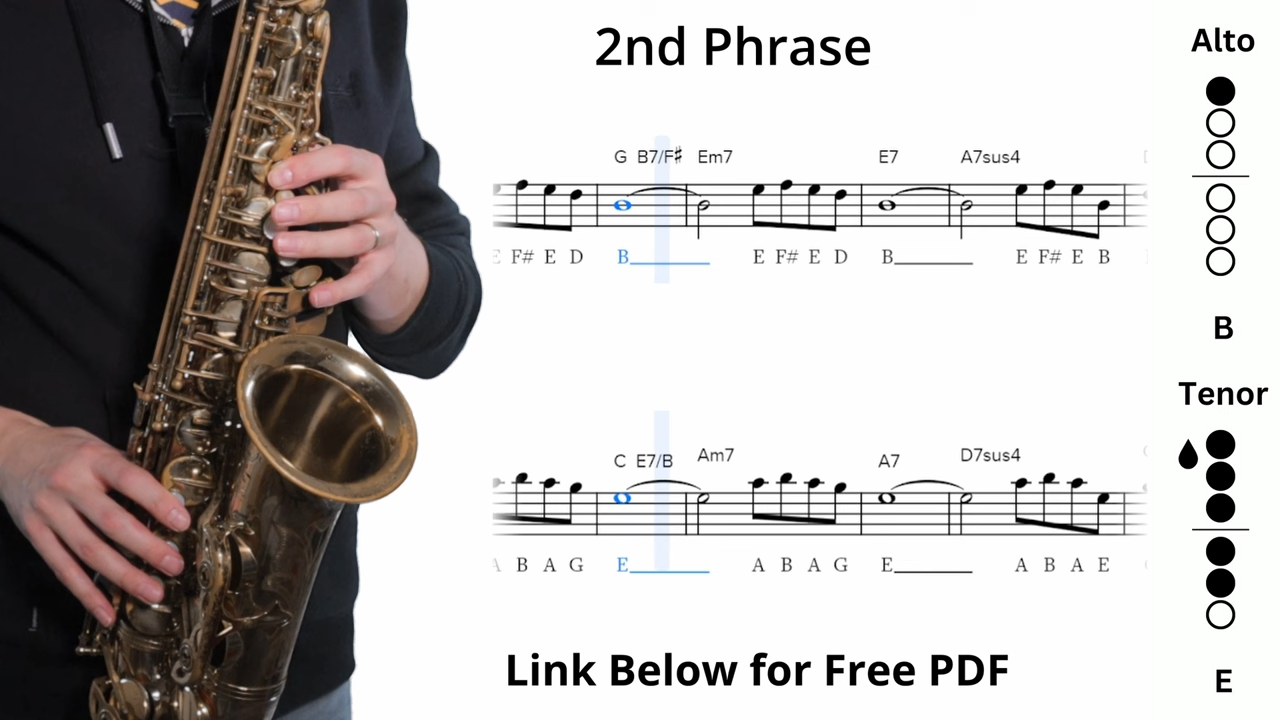 2nd Phrase
Alto
G B7/F♯ Em7 E7 A7sus4
E F# E D B E F# E D B E F# E B
B
Tenor
C E7/B Am7 A7 D7sus4
A B A G E A B A G E A B A E
Link Below for Free PDF
E